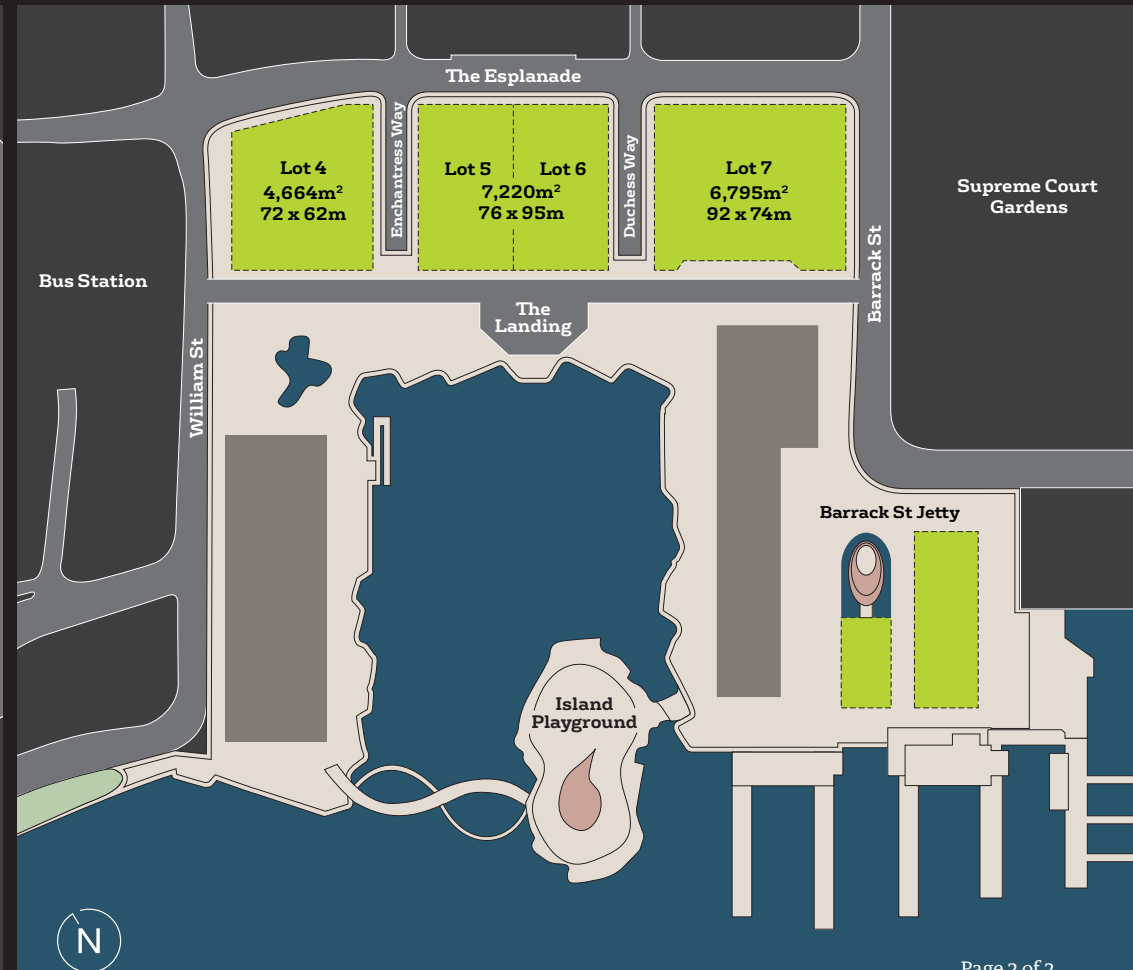 The Esplanade
Enchantress Way
Duchess Way
Lot 4
4,664m²
72 x 62m
Lot 5 Lot 6
7,220m²
76 x 95m
Lot 7
6,795m²
92 x 74m
Supreme Court
Gardens
Bus Station
Barrack St
The
Landing
William St
Barrack St Jetty
Island
Playground
N